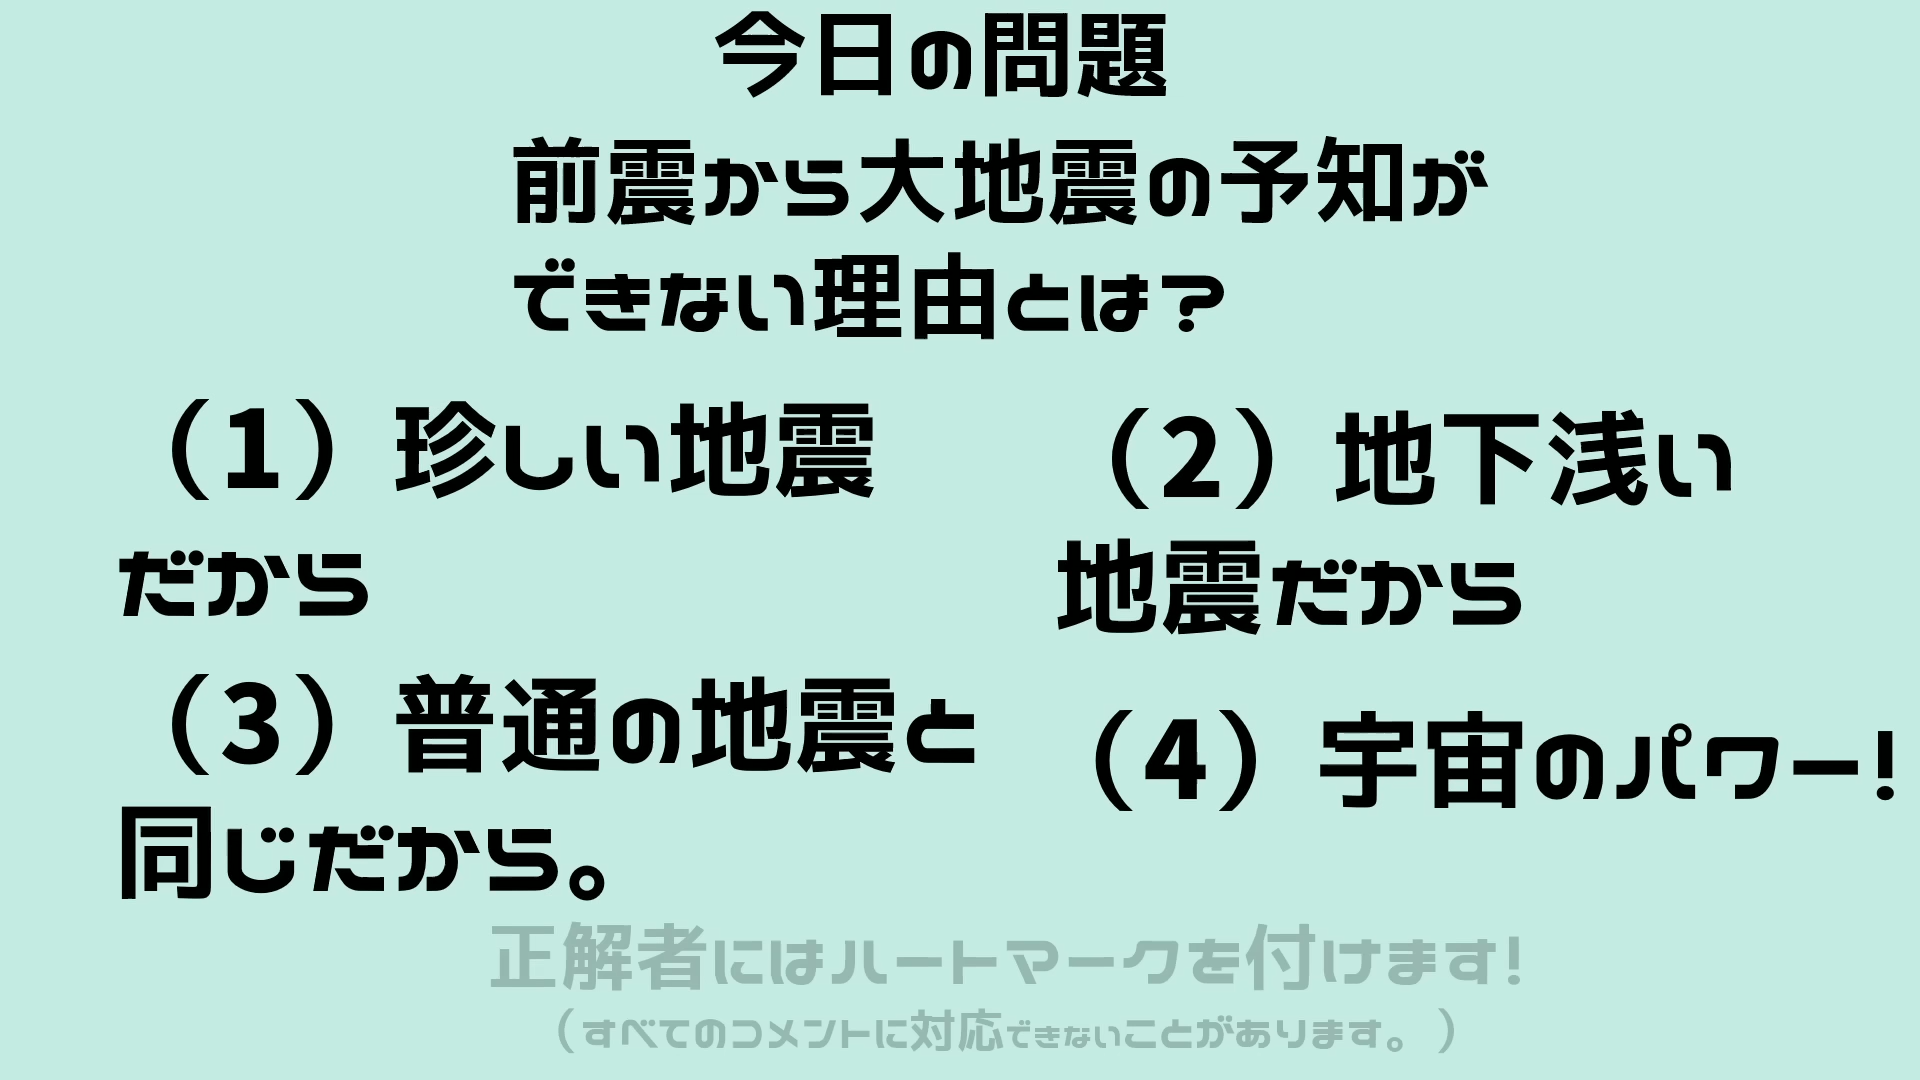 今日の問題
前震から大地震の予知が
できない理由とは？
（1）珍しい地震
だから
（2）地下浅い
地震だから
（3）普通の地震と
同じだから。
（4）宇宙のパワー!
正解者にはハートマークを付けます!
（すべてのコメントに対応できないことがあります。）